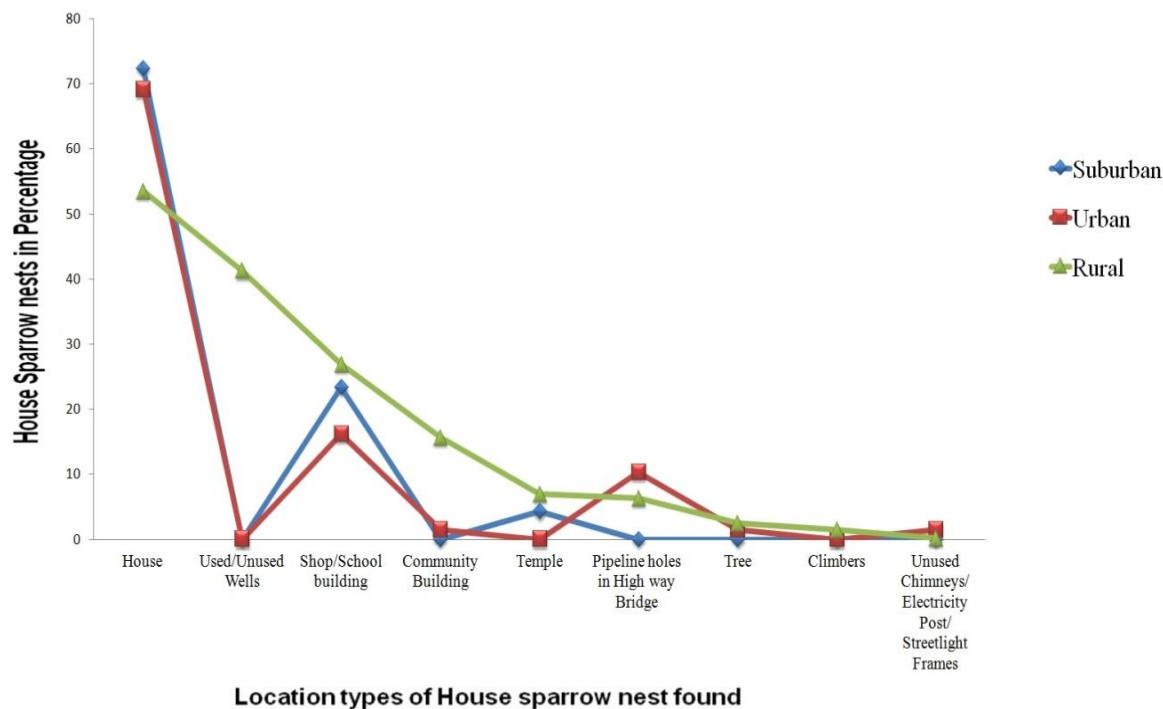 80
70
60
50
40
30
20
10
0
House Sparrow nests in Percentage
Suburban
Urban
Rural
House
Used/Unused
Wells
Shop/School
building
Community
Building
Temple
Pipeline holes
in High way
Bridge
Tree
Climbers
Unused
Chimneys/
Electricity
Post/
Streetlight
Frames
Location types of House sparrow nest found